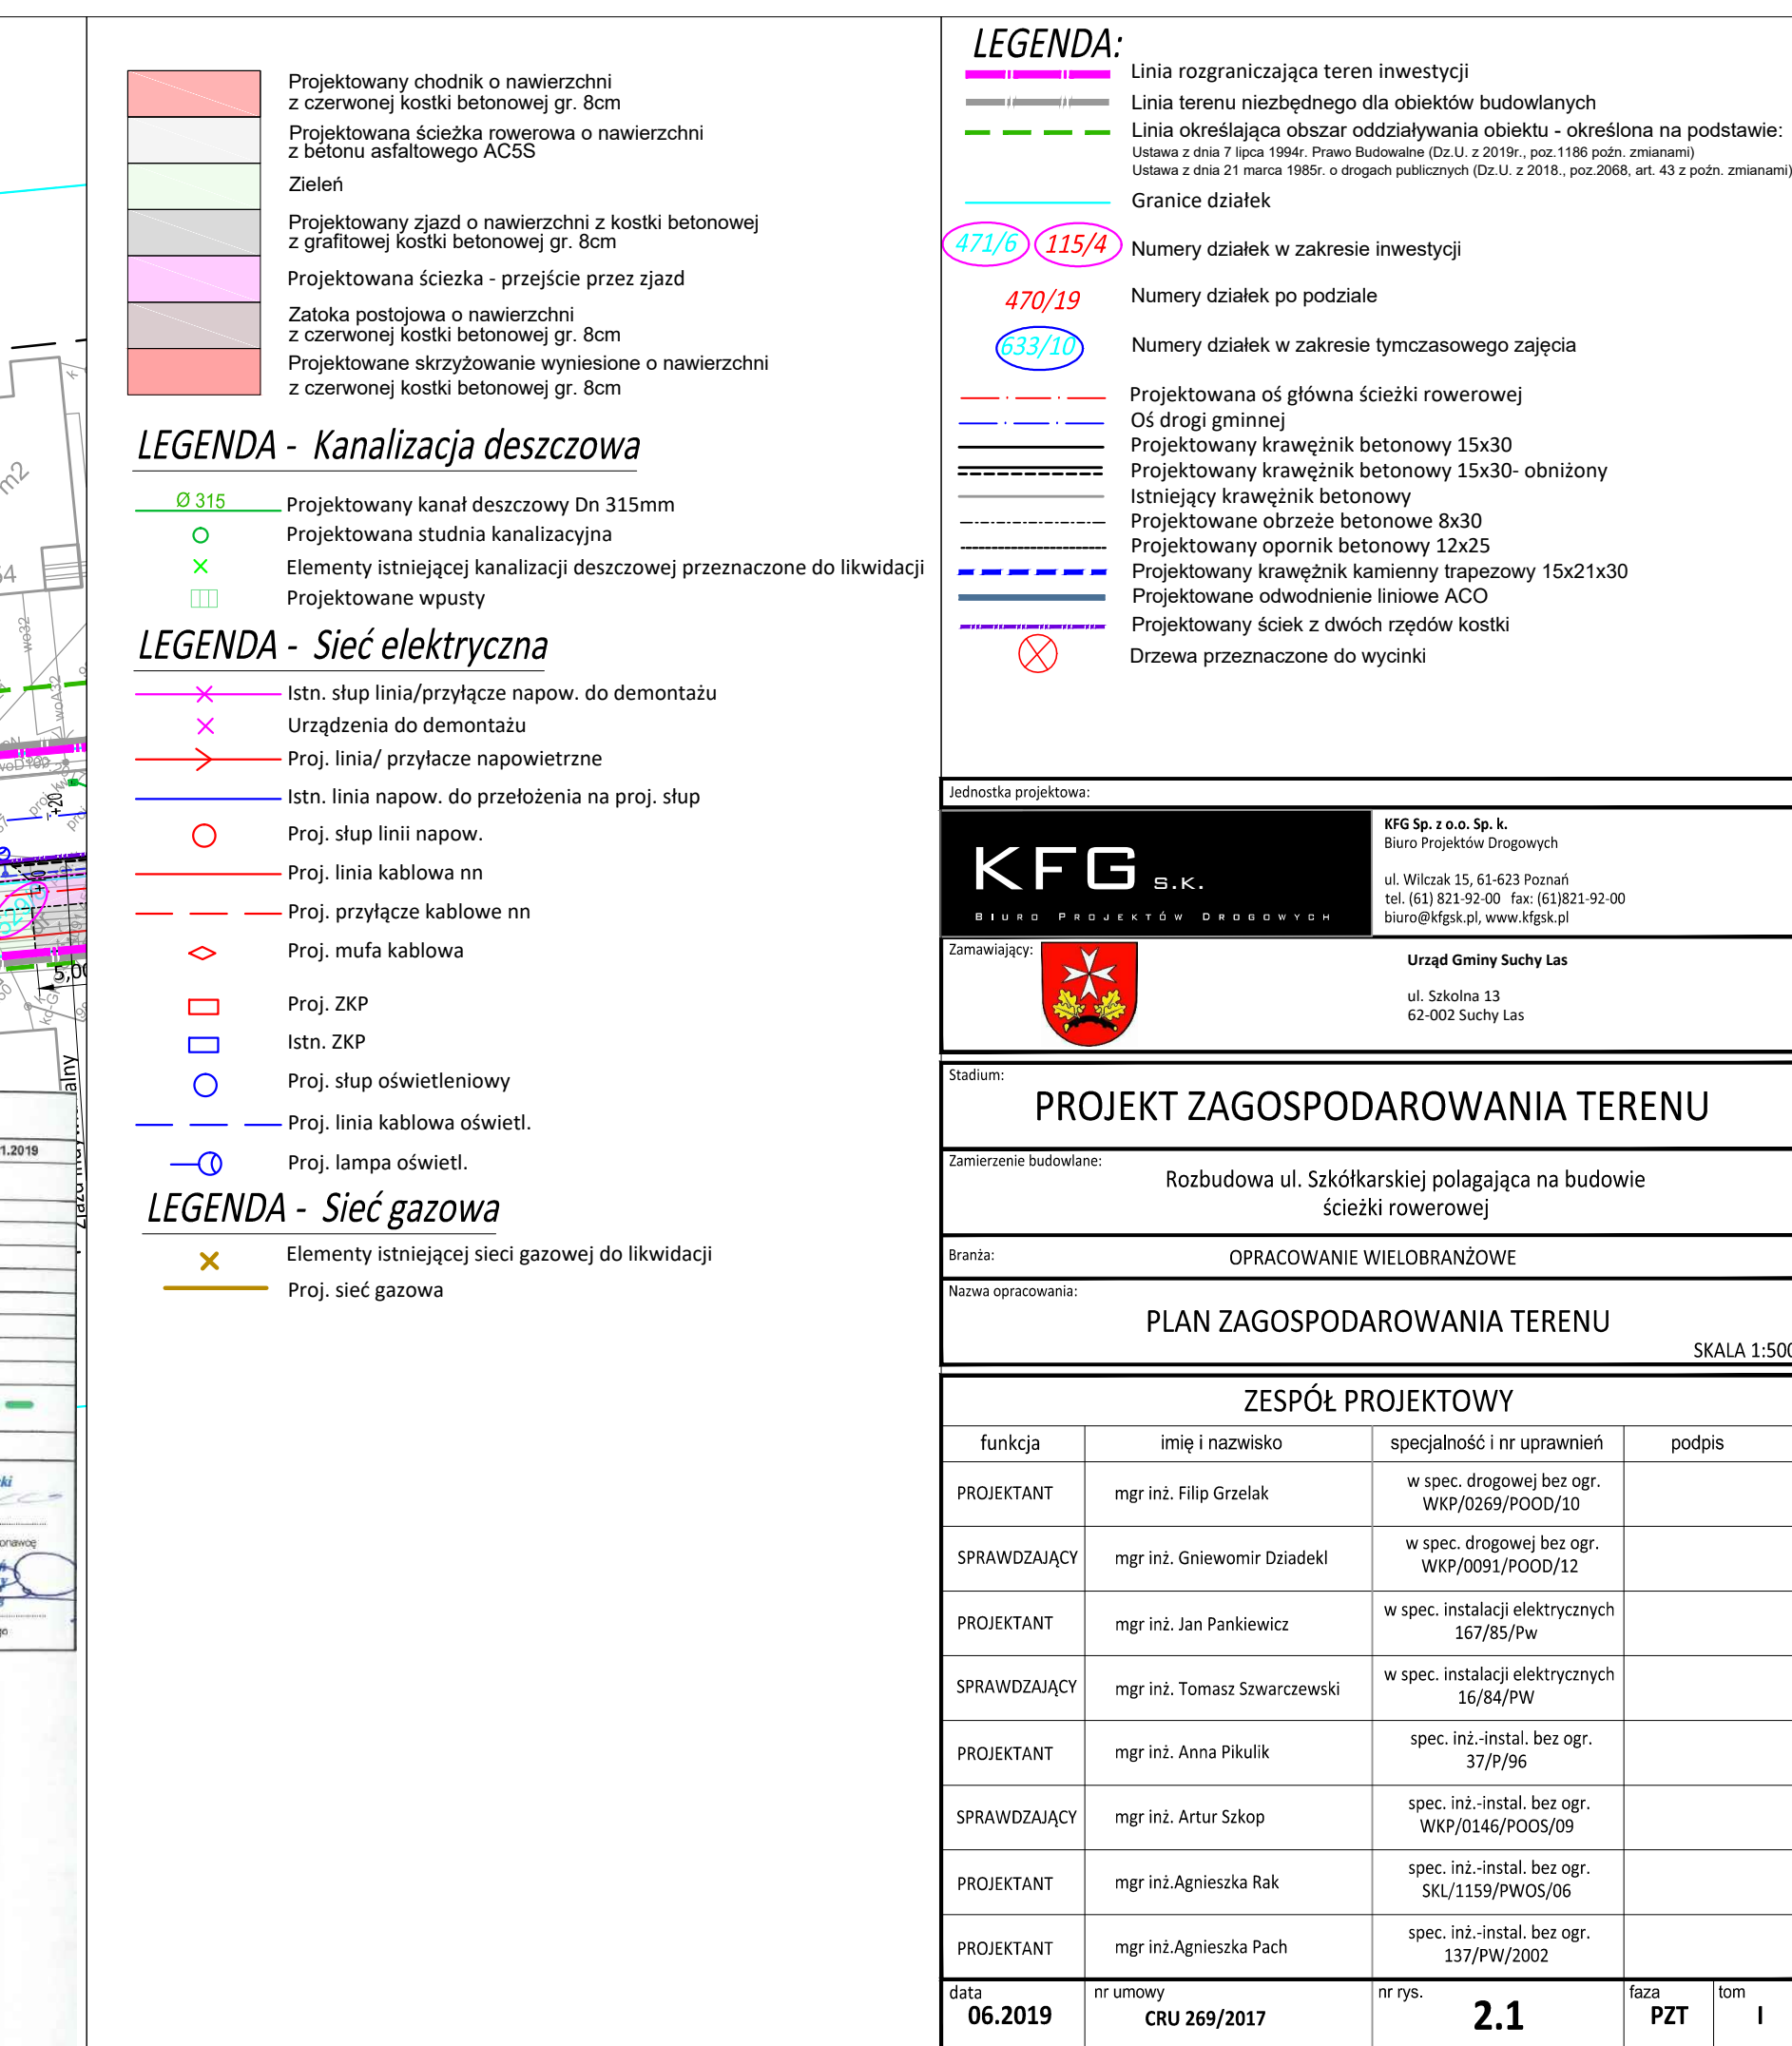 Projektowany chodnik o nawierzchni
z czerwonej kostki betonowej gr. 8cm
Projektowana ścieżka rowerowa o nawierzchni
z betonu asfaltowego AC5S
Zieleń
Projektowany zjazd o nawierzchni z kostki betonowej
z grafitowej kostki betonowej gr. 8cm
Projektowana ściezka - przejście przez zjazd
Zatoka postojowa o nawierzchni
z czerwonej kostki betonowej gr. 8cm
Projektowane skrzyżowanie wyniesione o nawierzchni
z czerwonej kostki betonowej gr. 8cm
LEGENDA - Kanalizacja deszczowa
Ø 315 Projektowany kanał deszczowy Dn 315mm
Projektowana studnia kanalizacyjna
Elementy istniejącej kanalizacji deszczowej przeznaczone do likwidacji
Projektowane wpusty
LEGENDA - Sieć elektryczna
Istn. słup linia/przyłącze napow. do demontażu
Urządzenia do demontażu
Proj. linia/ przyłacze napowietrzne
Istn. linia napow. do przełożenia na proj. słup
Proj. słup linii napow.
Proj. linia kablowa nn
Proj. przyłącze kablowe nn
Proj. mufa kablowa
Proj. ZKP
Istn. ZKP
Proj. słup oświetleniowy
Proj. linia kablowa oświetl.
Proj. lampa oświetl.
LEGENDA - Sieć gazowa
Elementy istniejącej sieci gazowej do likwidacji
Proj. sieć gazowa
LEGENDA:
Linia rozgraniczająca teren inwestycji
Linia terenu niezbędnego dla obiektów budowlanych
Linia określająca obszar oddziaływania obiektu - określona na podstawie:
Ustawa z dnia 7 lipca 1994r. Prawo Budowalne (Dz.U. z 2019r., poz.1186 poźn. zmianami)
Ustawa z dnia 21 marca 1985r. o drogach publicznych (Dz.U. z 2018., poz.2068, art. 43 z poźn. zmianami)
Granice działek
471/6 115/4 Numery działek w zakresie inwestycji
470/19 Numery działek po podziale
633/10 Numery działek w zakresie tymczasowego zajęcia
Projektowana oś główna ścieżki rowerowej
Oś drogi gminnej
Projektowany krawężnik betonowy 15x30
Projektowany krawężnik betonowy 15x30- obniżony
Istniejący krawężnik betonowy
Projektowane obrzeże betonowe 8x30
Projektowany opornik betonowy 12x25
Projektowany krawężnik kamienny trapezowy 15x21x30
Projektowane odwodnienie liniowe ACO
Projektowany ściek z dwóch rzędów kostki
Drzewa przeznaczone do wycinki
Jednostka projektowa:
KFG S.K.
BIURO PROJEKTÓW DROGOWYCH
KFG Sp. z o.o. Sp. k.
Biuro Projektów Drogowych
ul. Wilczak 15, 61-623 Poznań
tel. (61) 821-92-00 fax: (61)821-92-00
biuro@kfgsk.pl, www.kfgsk.pl
Zamawiający:
Urząd Gminy Suchy Las
ul. Szkolna 13
62-002 Suchy Las
Stadium:
PROJEKT ZAGOSPODAROWANIA TERENU
Zamierzenie budowlane:
Rozbudowa ul. Szkółkarskiej polagająca na budowie
ścieżki rowerowej
Branża: OPRACOWANIE WIELOBRANŻOWE
Nazwa opracowania:
PLAN ZAGOSPODAROWANIA TERENU
SKALA 1:500
ZESPÓŁ PROJEKTOWY
funkcja imię i nazwisko specjalność i nr uprawnień podpis
PROJEKTANT mgr inż. Filip Grzelak w spec. drogowej bez ogr.
WKP/0269/POOD/10
SPRAWDZAJĄCY mgr inż. Gniewomir Dziadekl w spec. drogowej bez ogr.
WKP/0091/POOD/12
PROJEKTANT mgr inż. Jan Pankiewicz w spec. instalacji elektrycznych
167/85/Pw
SPRAWDZAJĄCY mgr inż. Tomasz Szwarczewski w spec. instalacji elektrycznych
16/84/PW
PROJEKTANT mgr inż. Anna Pikulik spec. inż.-instal. bez ogr.
37/P/96
SPRAWDZAJĄCY mgr inż. Artur Szkop spec. inż.-instal. bez ogr.
WKP/0146/POOS/09
PROJEKTANT mgr inż.Agnieszka Rak spec. inż.-instal. bez ogr.
SKL/1159/PWOS/06
PROJEKTANT mgr inż.Agnieszka Pach spec. inż.-instal. bez ogr.
137/PW/2002
data nr umowy nr rys. faza tom
06.2019 CRU 269/2017 2.1 PZT I
m2
wo32
woA32
+20
1.2019